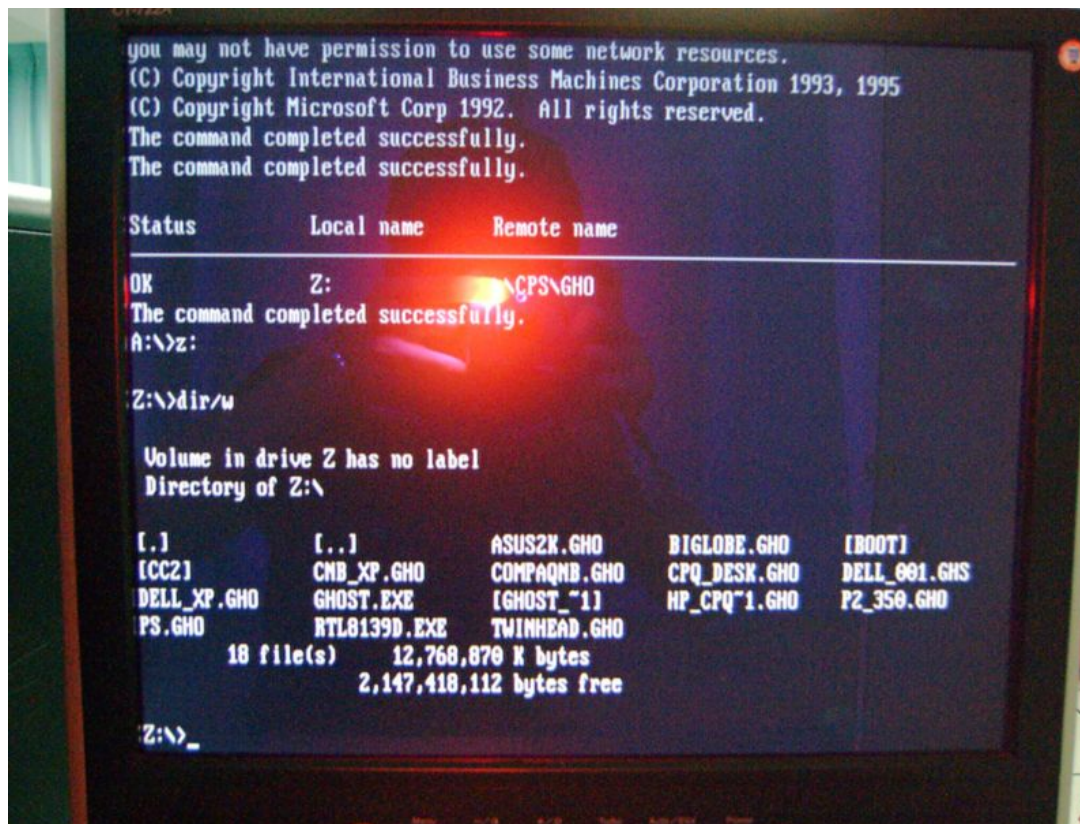 you may not have permission to use some network resources.
(C) Copyright International Business Machines Corporation 1993, 1995
(C) Copyright Microsoft Corp 1992.  All rights reserved.
The command completed successfully.
The command completed successfully.
Status Local name Remote name
OK Z: \CPS\GHO
The command completed successfully.
A:\>z:
Z:\>dir/w
Volume in drive Z has no label
Directory of Z:\
[.] [..] ASUS2K.GHO BIGLOBE.GHO [BOOT]
[CC2] CNB_XP.GHO COMPAQNB.GHO CPQ_DESK.GHO DELL_001.GHS
DELL_XP.GHO GHOST.EXE [GHOST_~1] HP_CPQ~1.GHO P2_350.GHO
PS.GHO RTL8139D.EXE TWINHEAD.GHO
18 file(s) 12,768,870 K bytes
2,147,418,112 bytes free
Z:\>_